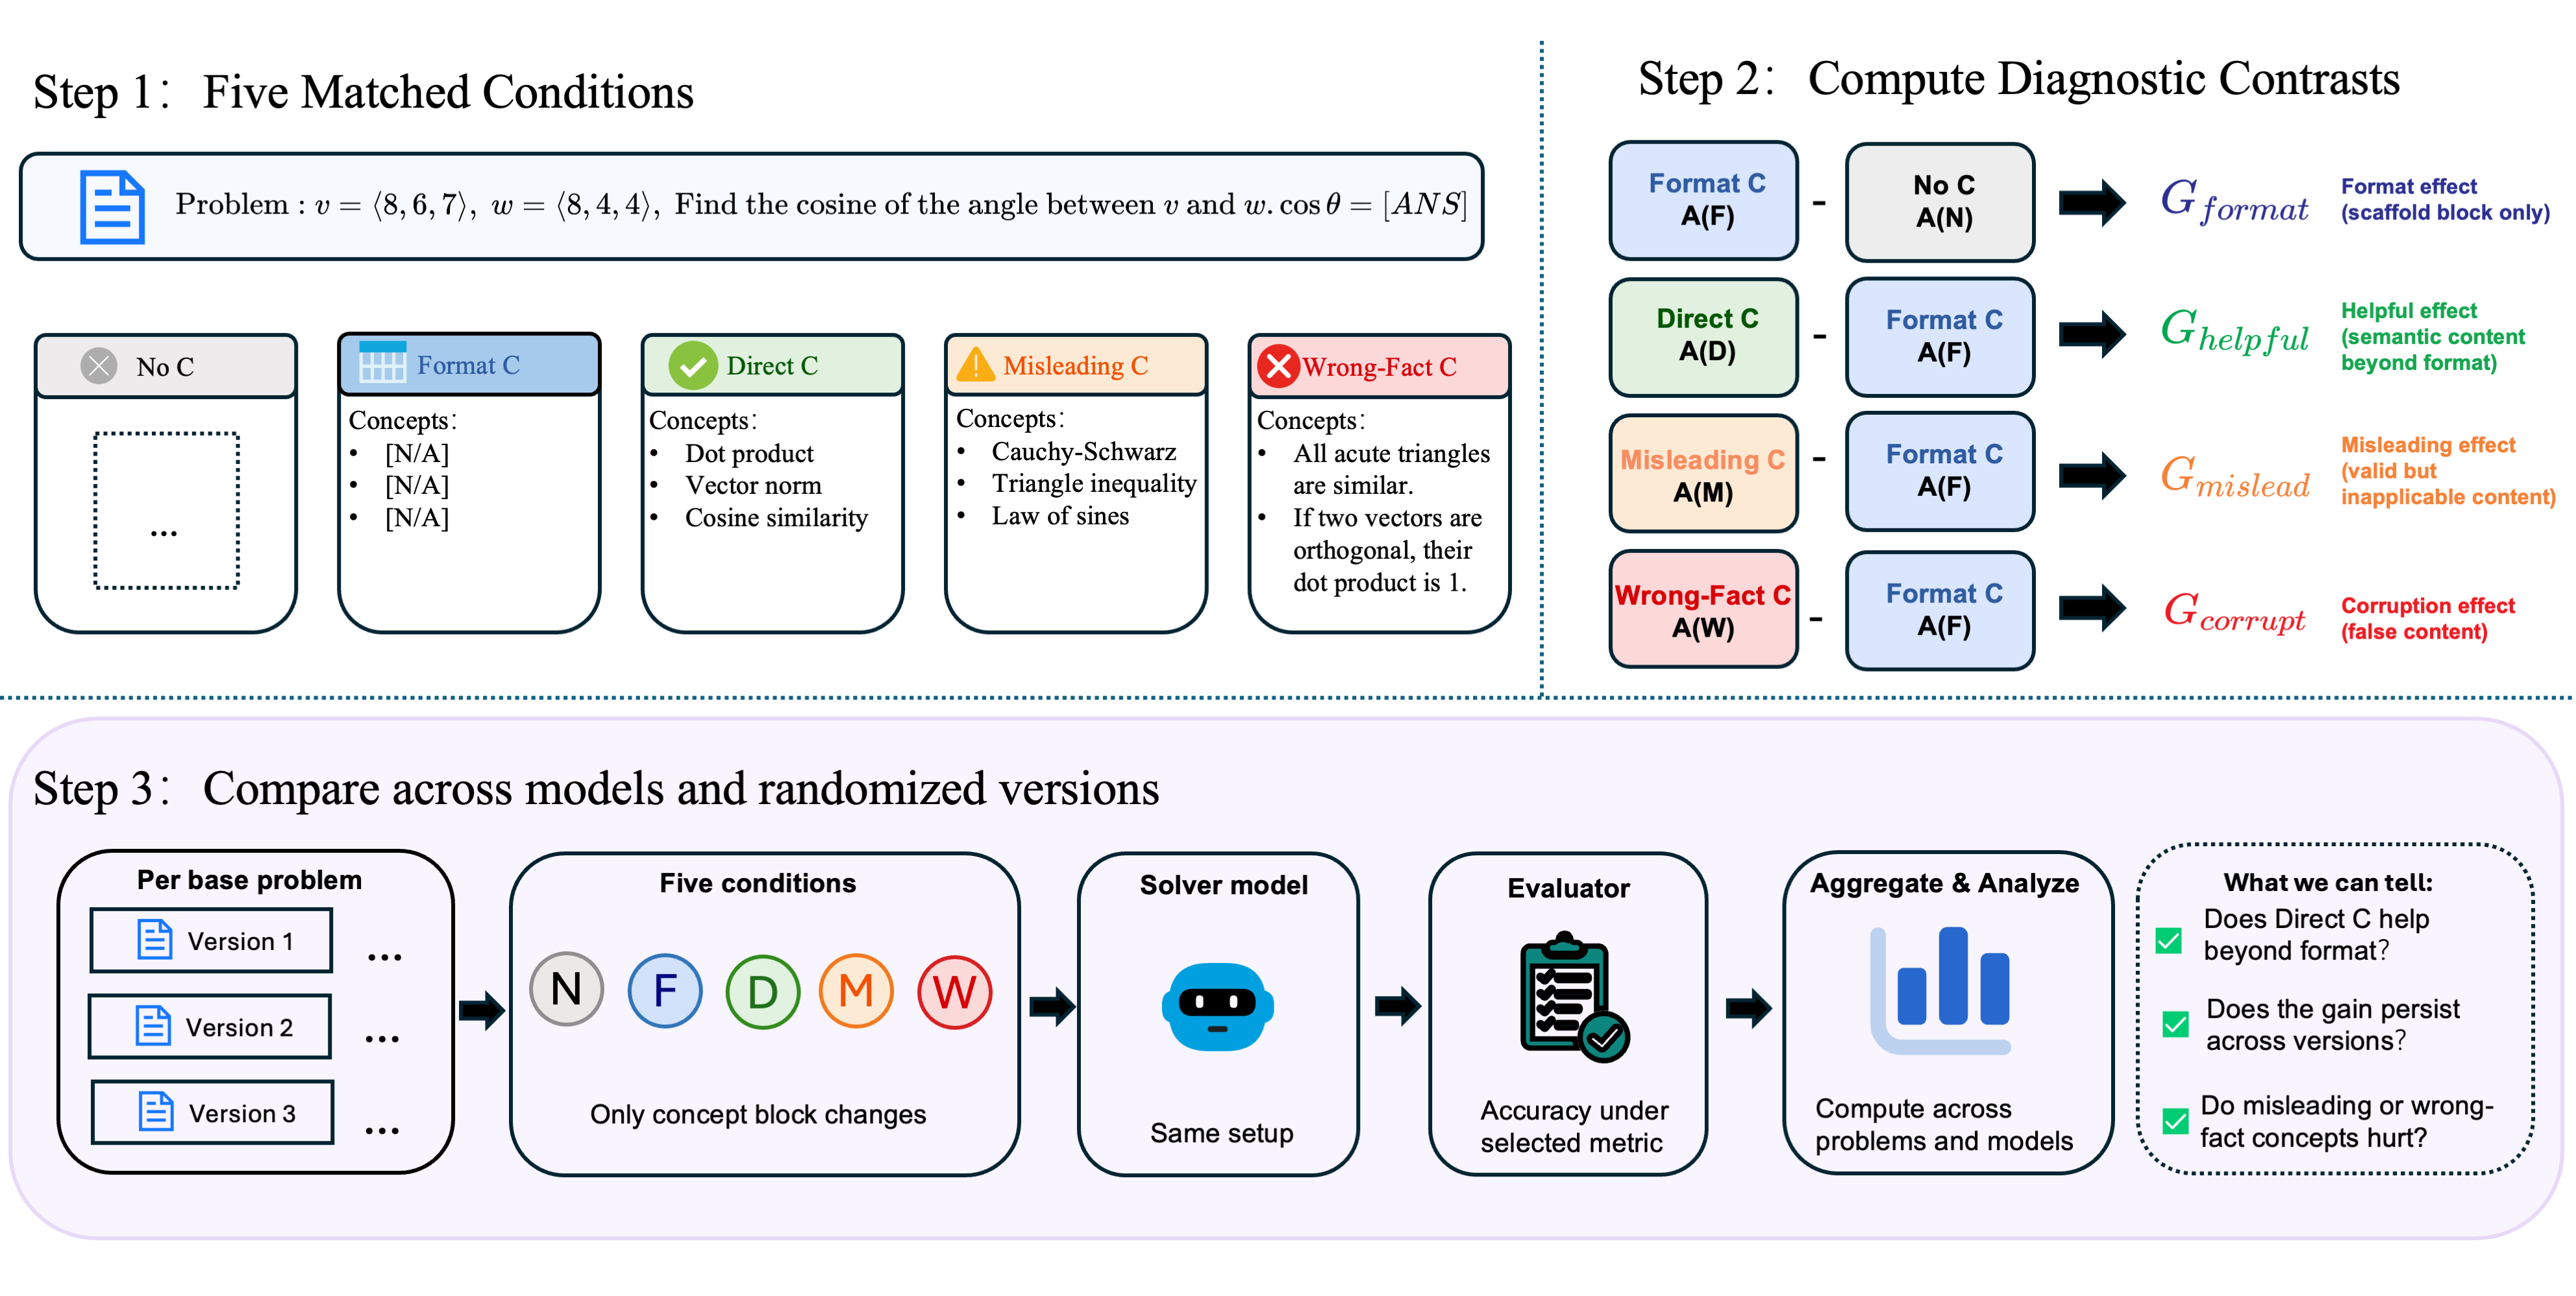 Step 1: Five Matched Conditions
Problem : v = ⟨8, 6, 7⟩, w = ⟨8, 4, 4⟩, Find the cosine of the angle between v and w. cos θ = [ANS]
No C
...
Format C
Concepts:
• [N/A]
• [N/A]
• [N/A]
Direct C
Concepts:
• Dot product
• Vector norm
• Cosine similarity
Misleading C
Concepts:
• Cauchy-Schwarz
• Triangle inequality
• Law of sines
Wrong-Fact C
Concepts:
• All acute triangles
are similar.
• If two vectors are
orthogonal, their
dot product is 1.
Step 2: Compute Diagnostic Contrasts
Format C
A(F)
-
No C
A(N)
G_format
Format effect
(scaffold block only)
Direct C
A(D)
-
Format C
A(F)
G_helpful
Helpful effect
(semantic content
beyond format)
Misleading C
A(M)
-
Format C
A(F)
G_mislead
Misleading effect
(valid but
inapplicable content)
Wrong-Fact C
A(W)
-
Format C
A(F)
G_corrupt
Corruption effect
(false content)
Step 3: Compare across models and randomized versions
Per base problem
Version 1 ...
Version 2 ...
Version 3 ...
Five conditions
N F D M W
Only concept block changes
Solver model
Same setup
Evaluator
Accuracy under
selected metric
Aggregate & Analyze
Compute across
problems and models
What we can tell:
Does Direct C help
beyond format?
Does the gain persist
across versions?
Do misleading or wrong-
fact concepts hurt?